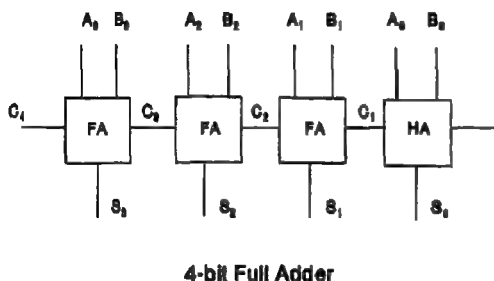 A₃ B₃ A₂ B₂ A₁ B₁ A₀ B₀
C₄ FA C₃ FA C₂ FA C₁ HA
S₃ S₂ S₁ S₀
4-bit Full Adder